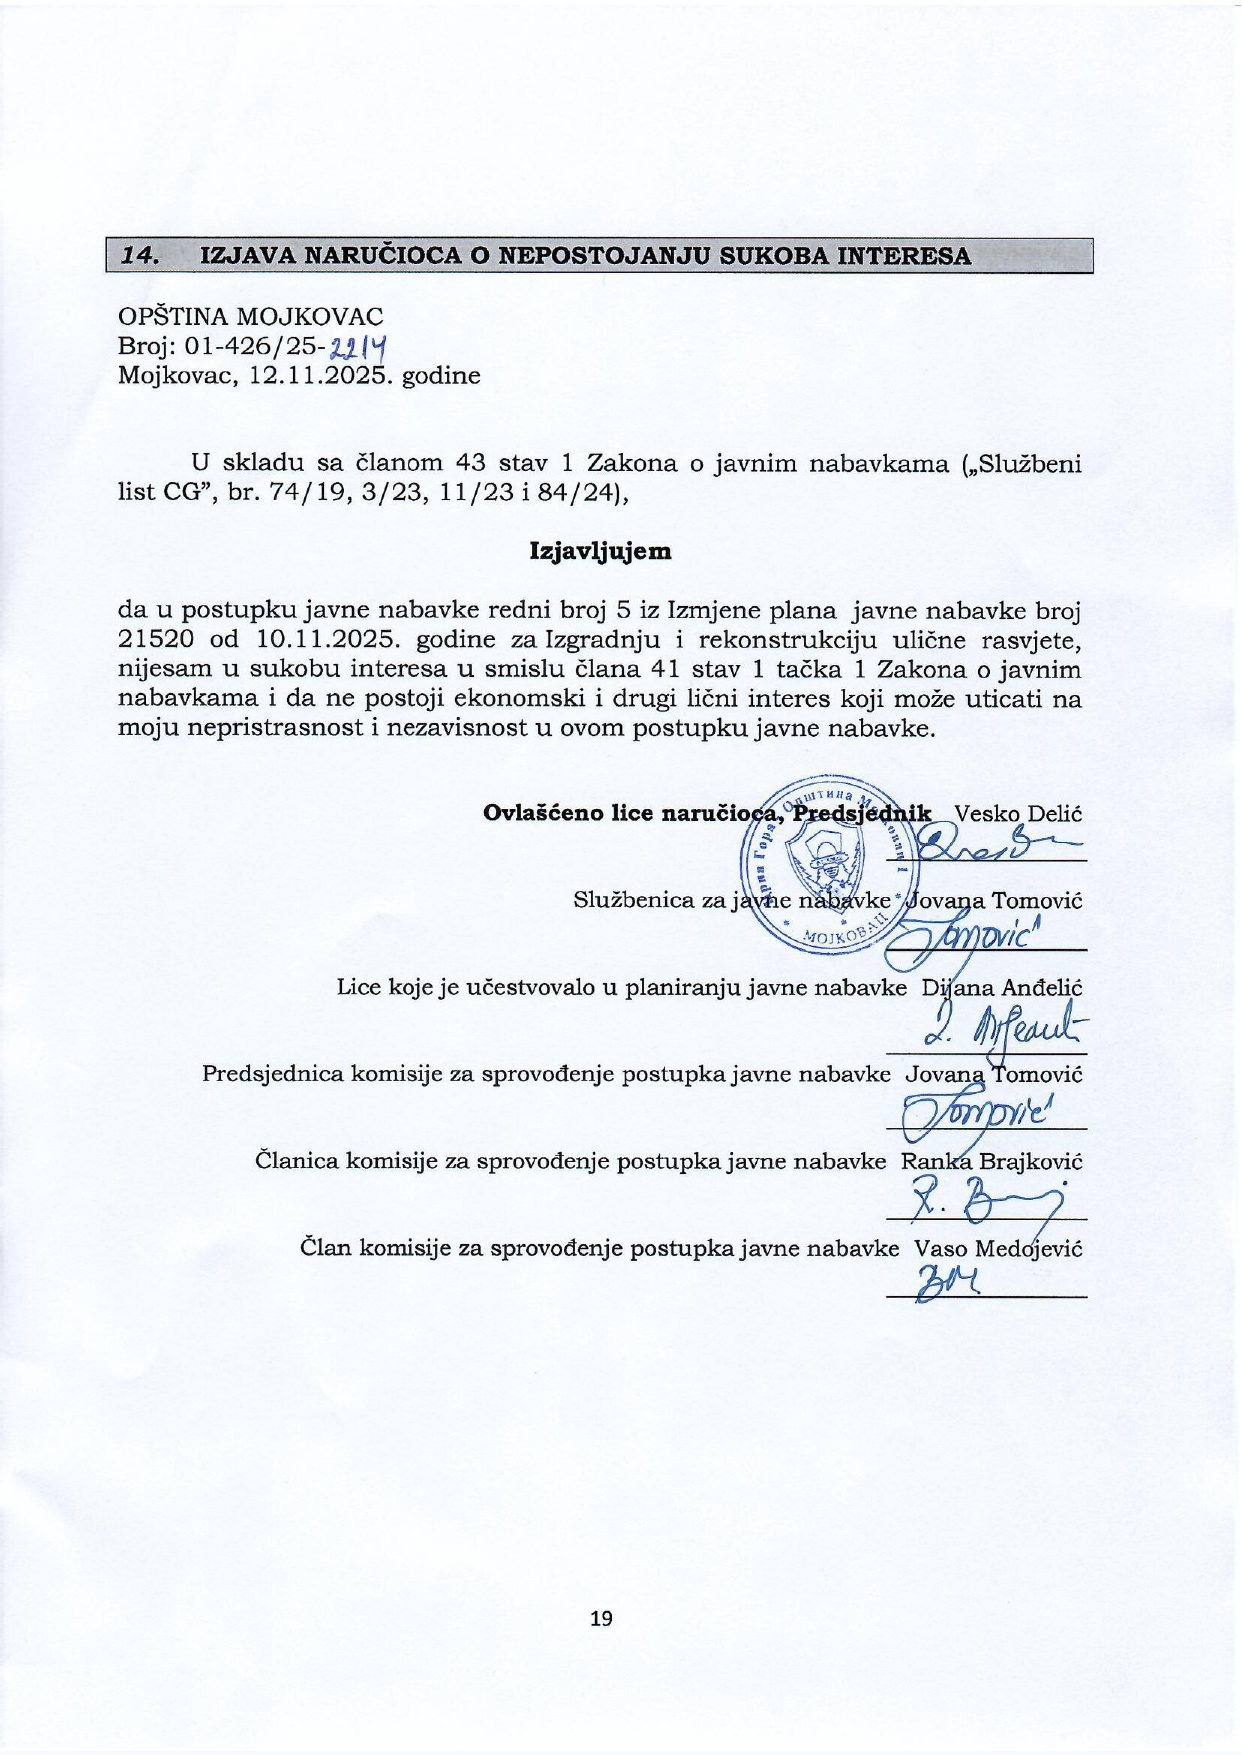 14. IZJAVA NARUČIOCA O NEPOSTOJANJU SUKOBA INTERESA
OPŠTINA MOJKOVAC
Broj: 01-426/25-2214
Mojkovac, 12.11.2025. godine
U skladu sa članom 43 stav 1 Zakona o javnim nabavkama („Službeni
list CG”, br. 74/19, 3/23, 11/23 i 84/24),
Izjavljujem
da u postupku javne nabavke redni broj 5 iz Izmjene plana javne nabavke broj
21520 od 10.11.2025. godine za Izgradnju i rekonstrukciju ulične rasvjete,
nijesam u sukobu interesa u smislu člana 41 stav 1 tačka 1 Zakona o javnim
nabavkama i da ne postoji ekonomski i drugi lični interes koji može uticati na
moju nepristrasnost i nezavisnost u ovom postupku javne nabavke.
Ovlašćeno lice naručioca, Predsjednik Vesko Delić
Црна Гора Општина Мојковац 1
МОЈКОВАЦ
Službenica za javne nabavke Jovana Tomović
Tomović
Lice koje je učestvovalo u planiranju javne nabavke Dijana Anđelić
Predsjednica komisije za sprovođenje postupka javne nabavke Jovana Tomović
Tomović
Članica komisije za sprovođenje postupka javne nabavke Ranka Brajković
Član komisije za sprovođenje postupka javne nabavke Vaso Medojević
19